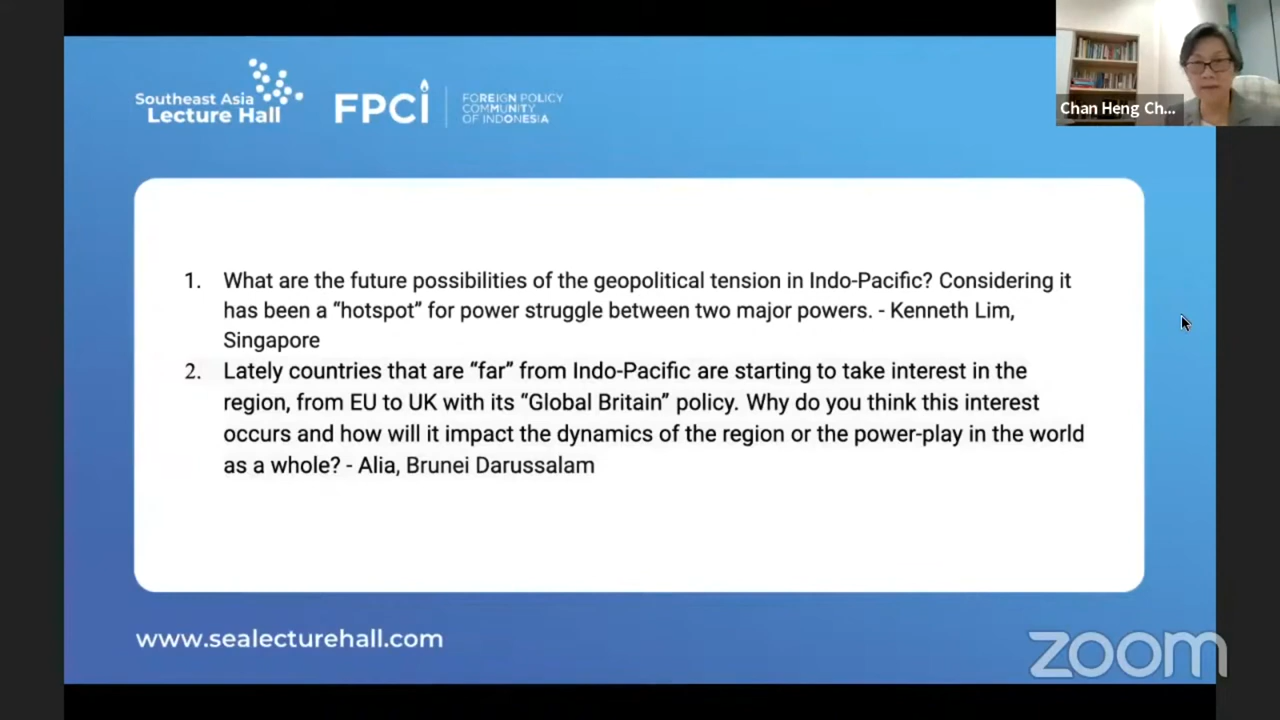 Southeast Asia
Lecture Hall
FPCI
FOREIGN POLICY
COMMUNITY
OF INDONESIA
Chan Heng Ch...
1. What are the future possibilities of the geopolitical tension in Indo-Pacific? Considering it
has been a “hotspot” for power struggle between two major powers. - Kenneth Lim,
Singapore
2. Lately countries that are “far” from Indo-Pacific are starting to take interest in the
region, from EU to UK with its “Global Britain” policy. Why do you think this interest
occurs and how will it impact the dynamics of the region or the power-play in the world
as a whole? - Alia, Brunei Darussalam
www.sealecturehall.com
zoom